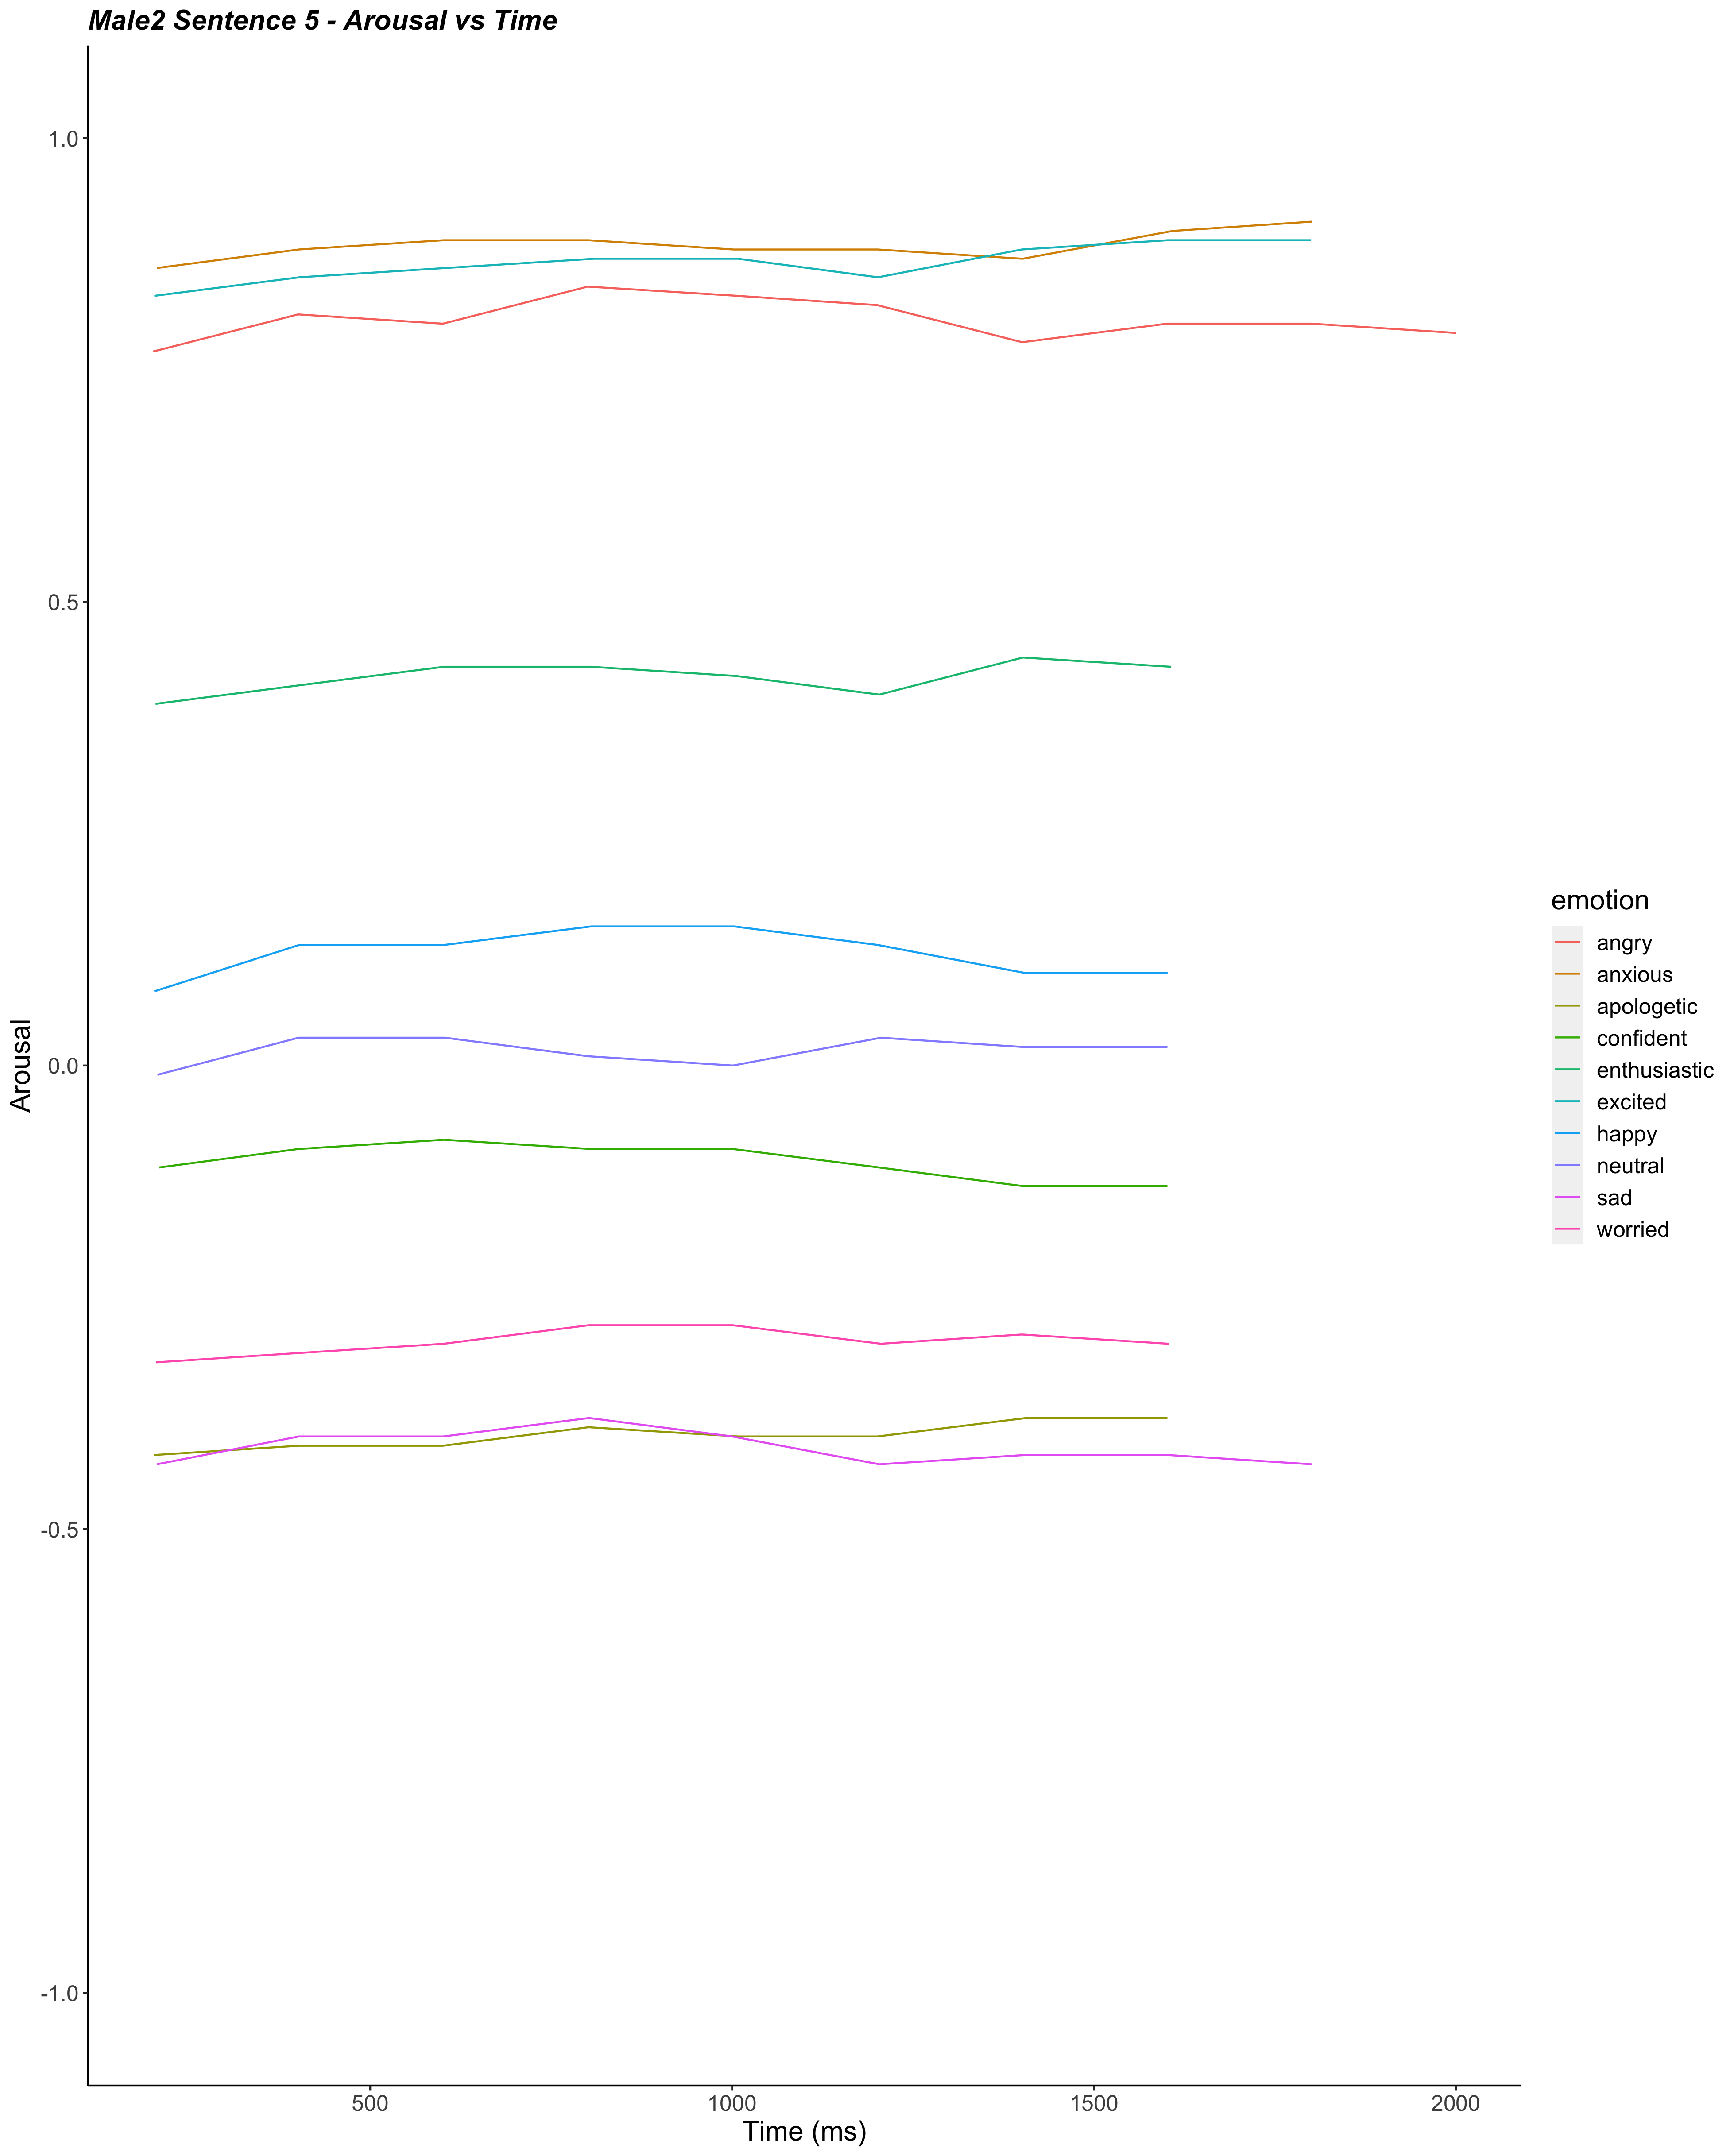 Male2 Sentence 5 - Arousal vs Time
1.0
0.5
0.0
-0.5
-1.0
Arousal
500
1000
1500
2000
Time (ms)
emotion
angry
anxious
apologetic
confident
enthusiastic
excited
happy
neutral
sad
worried